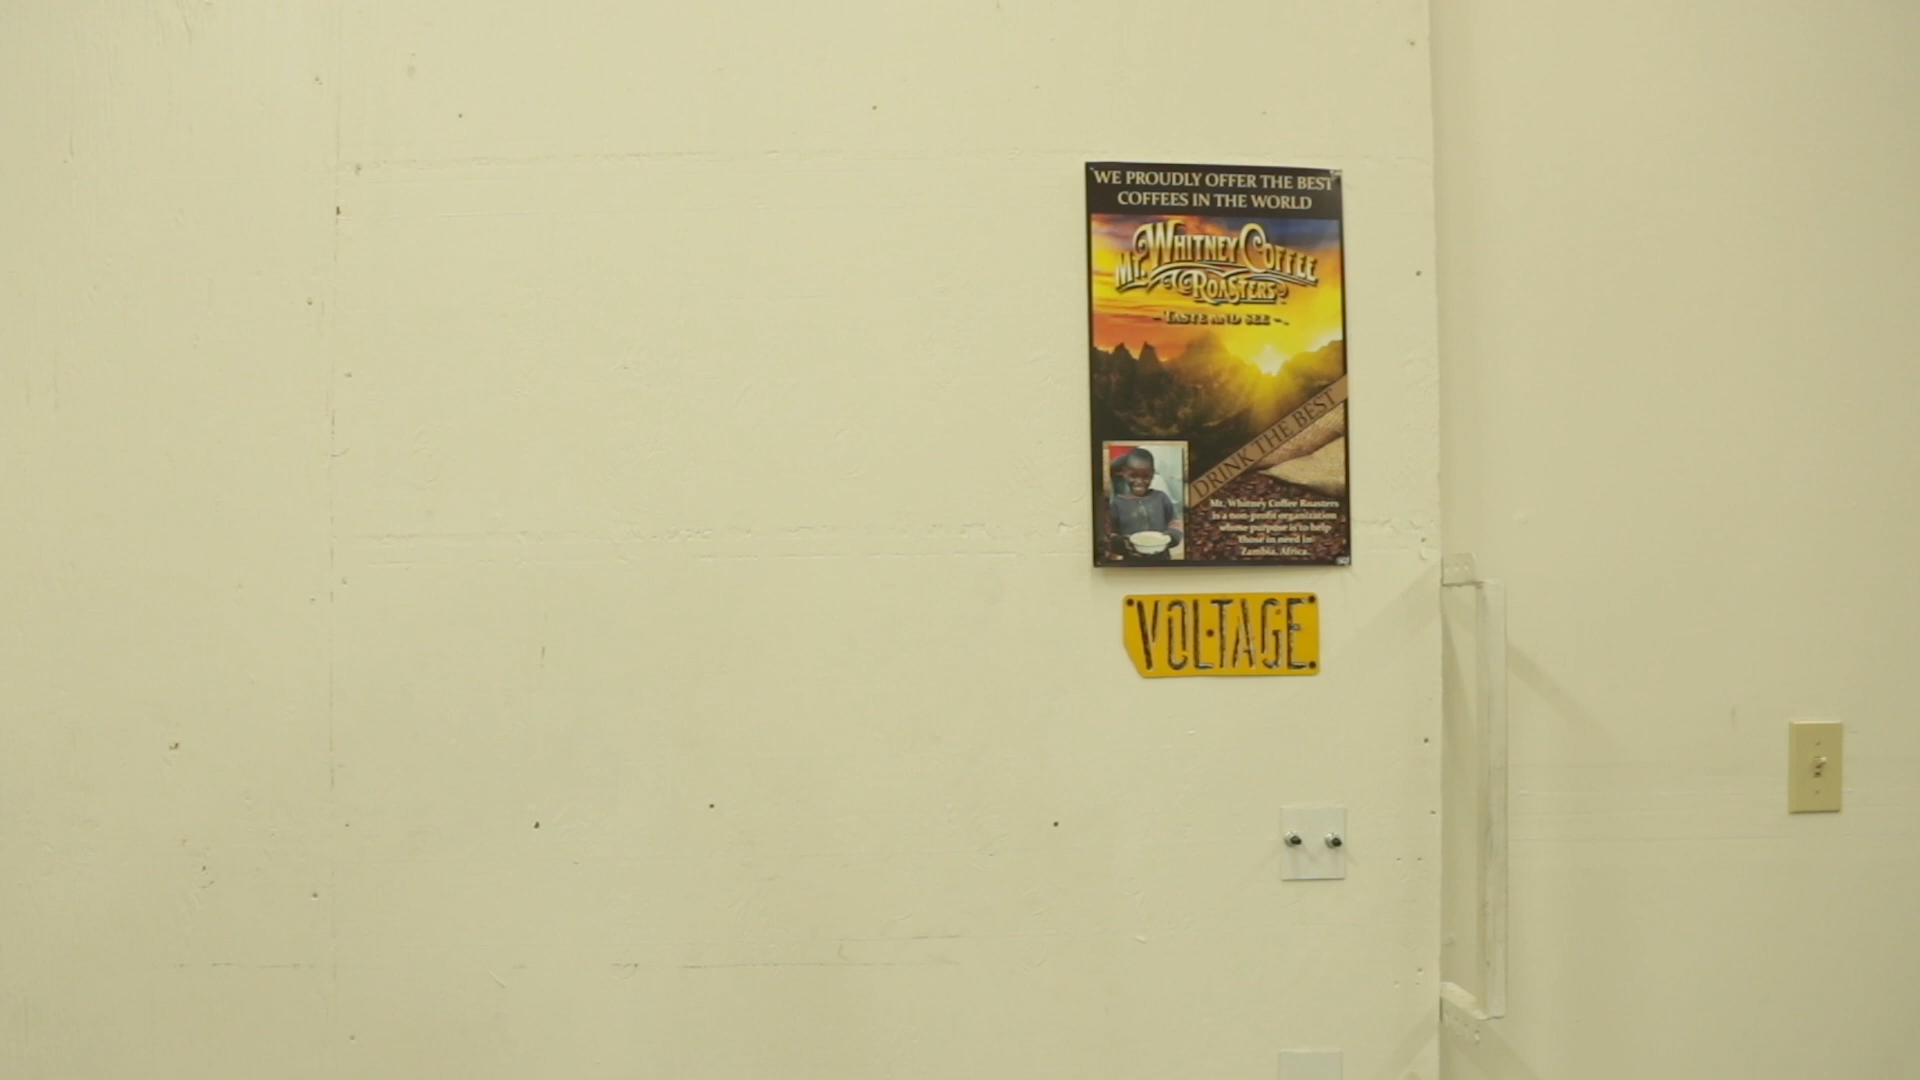 WE PROUDLY OFFER THE BEST
COFFEES IN THE WORLD
MT. WHITNEY COFFEE
ROASTERS
- TASTE AND SEE -
DRINK THE BEST
Mt. Whitney Coffee Roasters
is a non-profit organization
whose purpose is to help
those in need in
Zambia, Africa.
VOLTAGE